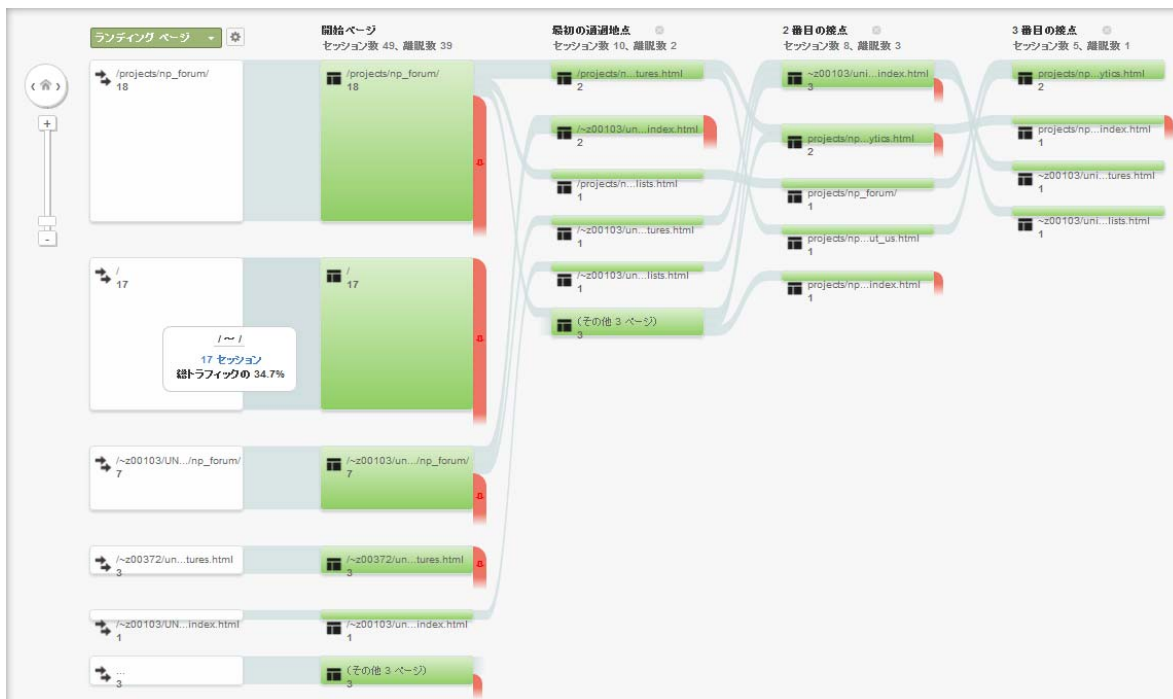 ランディング ページ
開始ページ
セッション数 49、離脱数 39
最初の通過地点
セッション数 10、離脱数 2
2 番目の接点
セッション数 8、離脱数 3
3 番目の接点
セッション数 5、離脱数 1
/projects/np_forum/
18
/
17
/~z00103/UN.../np_forum/
7
/~z00372/un...tures.html
3
/~z00103/UN...index.html
1
...
3
/projects/np_forum/
18
/
17
/~z00103/un.../np_forum/
7
/~z00372/un...tures.html
3
/~z00103/un...index.html
1
(その他 3 ページ)
3
/projects/n...tures.html
2
/~z00103/un...index.html
2
/projects/n...lists.html
1
/~z00103/un...tures.html
1
/~z00103/un...lists.html
1
(その他 3 ページ)
3
~z00103/uni...index.html
3
projects/np...ytics.html
2
projects/np_forum/
1
projects/np...ut_us.html
1
projects/np...index.html
1
projects/np...ytics.html
2
projects/np...index.html
1
~z00103/uni...tures.html
1
~z00103/uni...lists.html
1
/ ~ /
17 セッション
総トラフィックの 34.7%
+
-